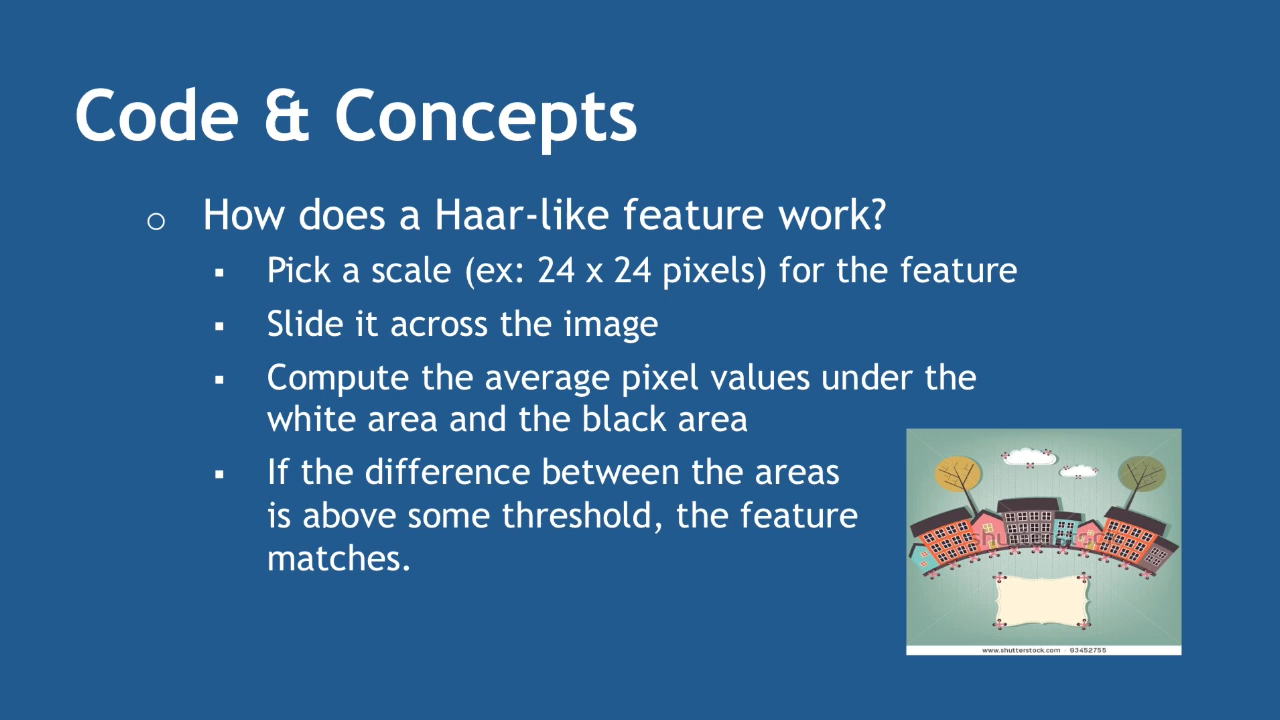 Code & Concepts
○ How does a Haar-like feature work?
▪ Pick a scale (ex: 24 x 24 pixels) for the feature
▪ Slide it across the image
▪ Compute the average pixel values under the
white area and the black area
▪ If the difference between the areas
is above some threshold, the feature
matches.
shutterstock
www.shutterstock.com · 93452755